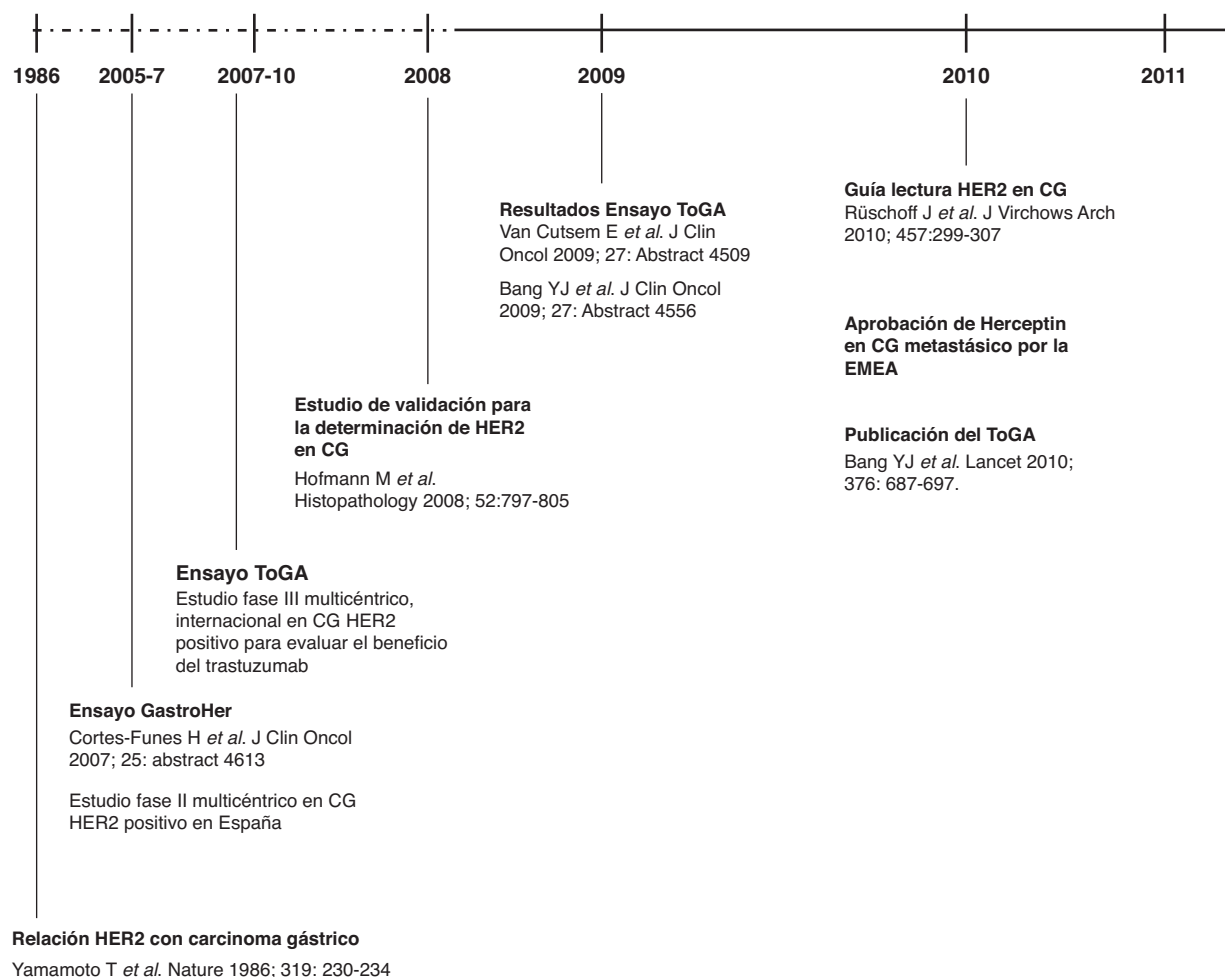 1986
2005-7
2007-10
2008
2009
2010
2011
Guía lectura HER2 en CG
Rüschoff J et al. J Virchows Arch
2010; 457:299-307
Resultados Ensayo ToGA
Van Cutsem E et al. J Clin
Oncol 2009; 27: Abstract 4509
Bang YJ et al. J Clin Oncol
2009; 27: Abstract 4556
Aprobación de Herceptin
en CG metastásico por la
EMEA
Estudio de validación para
la determinación de HER2
en CG
Hofmann M et al.
Histopathology 2008; 52:797-805
Publicación del ToGA
Bang YJ et al. Lancet 2010;
376: 687-697.
Ensayo ToGA
Estudio fase III multicéntrico,
internacional en CG HER2
positivo para evaluar el beneficio
del trastuzumab
Ensayo GastroHer
Cortes-Funes H et al. J Clin Oncol
2007; 25: abstract 4613
Estudio fase II multicéntrico en CG
HER2 positivo en España
Relación HER2 con carcinoma gástrico
Yamamoto T et al. Nature 1986; 319: 230-234